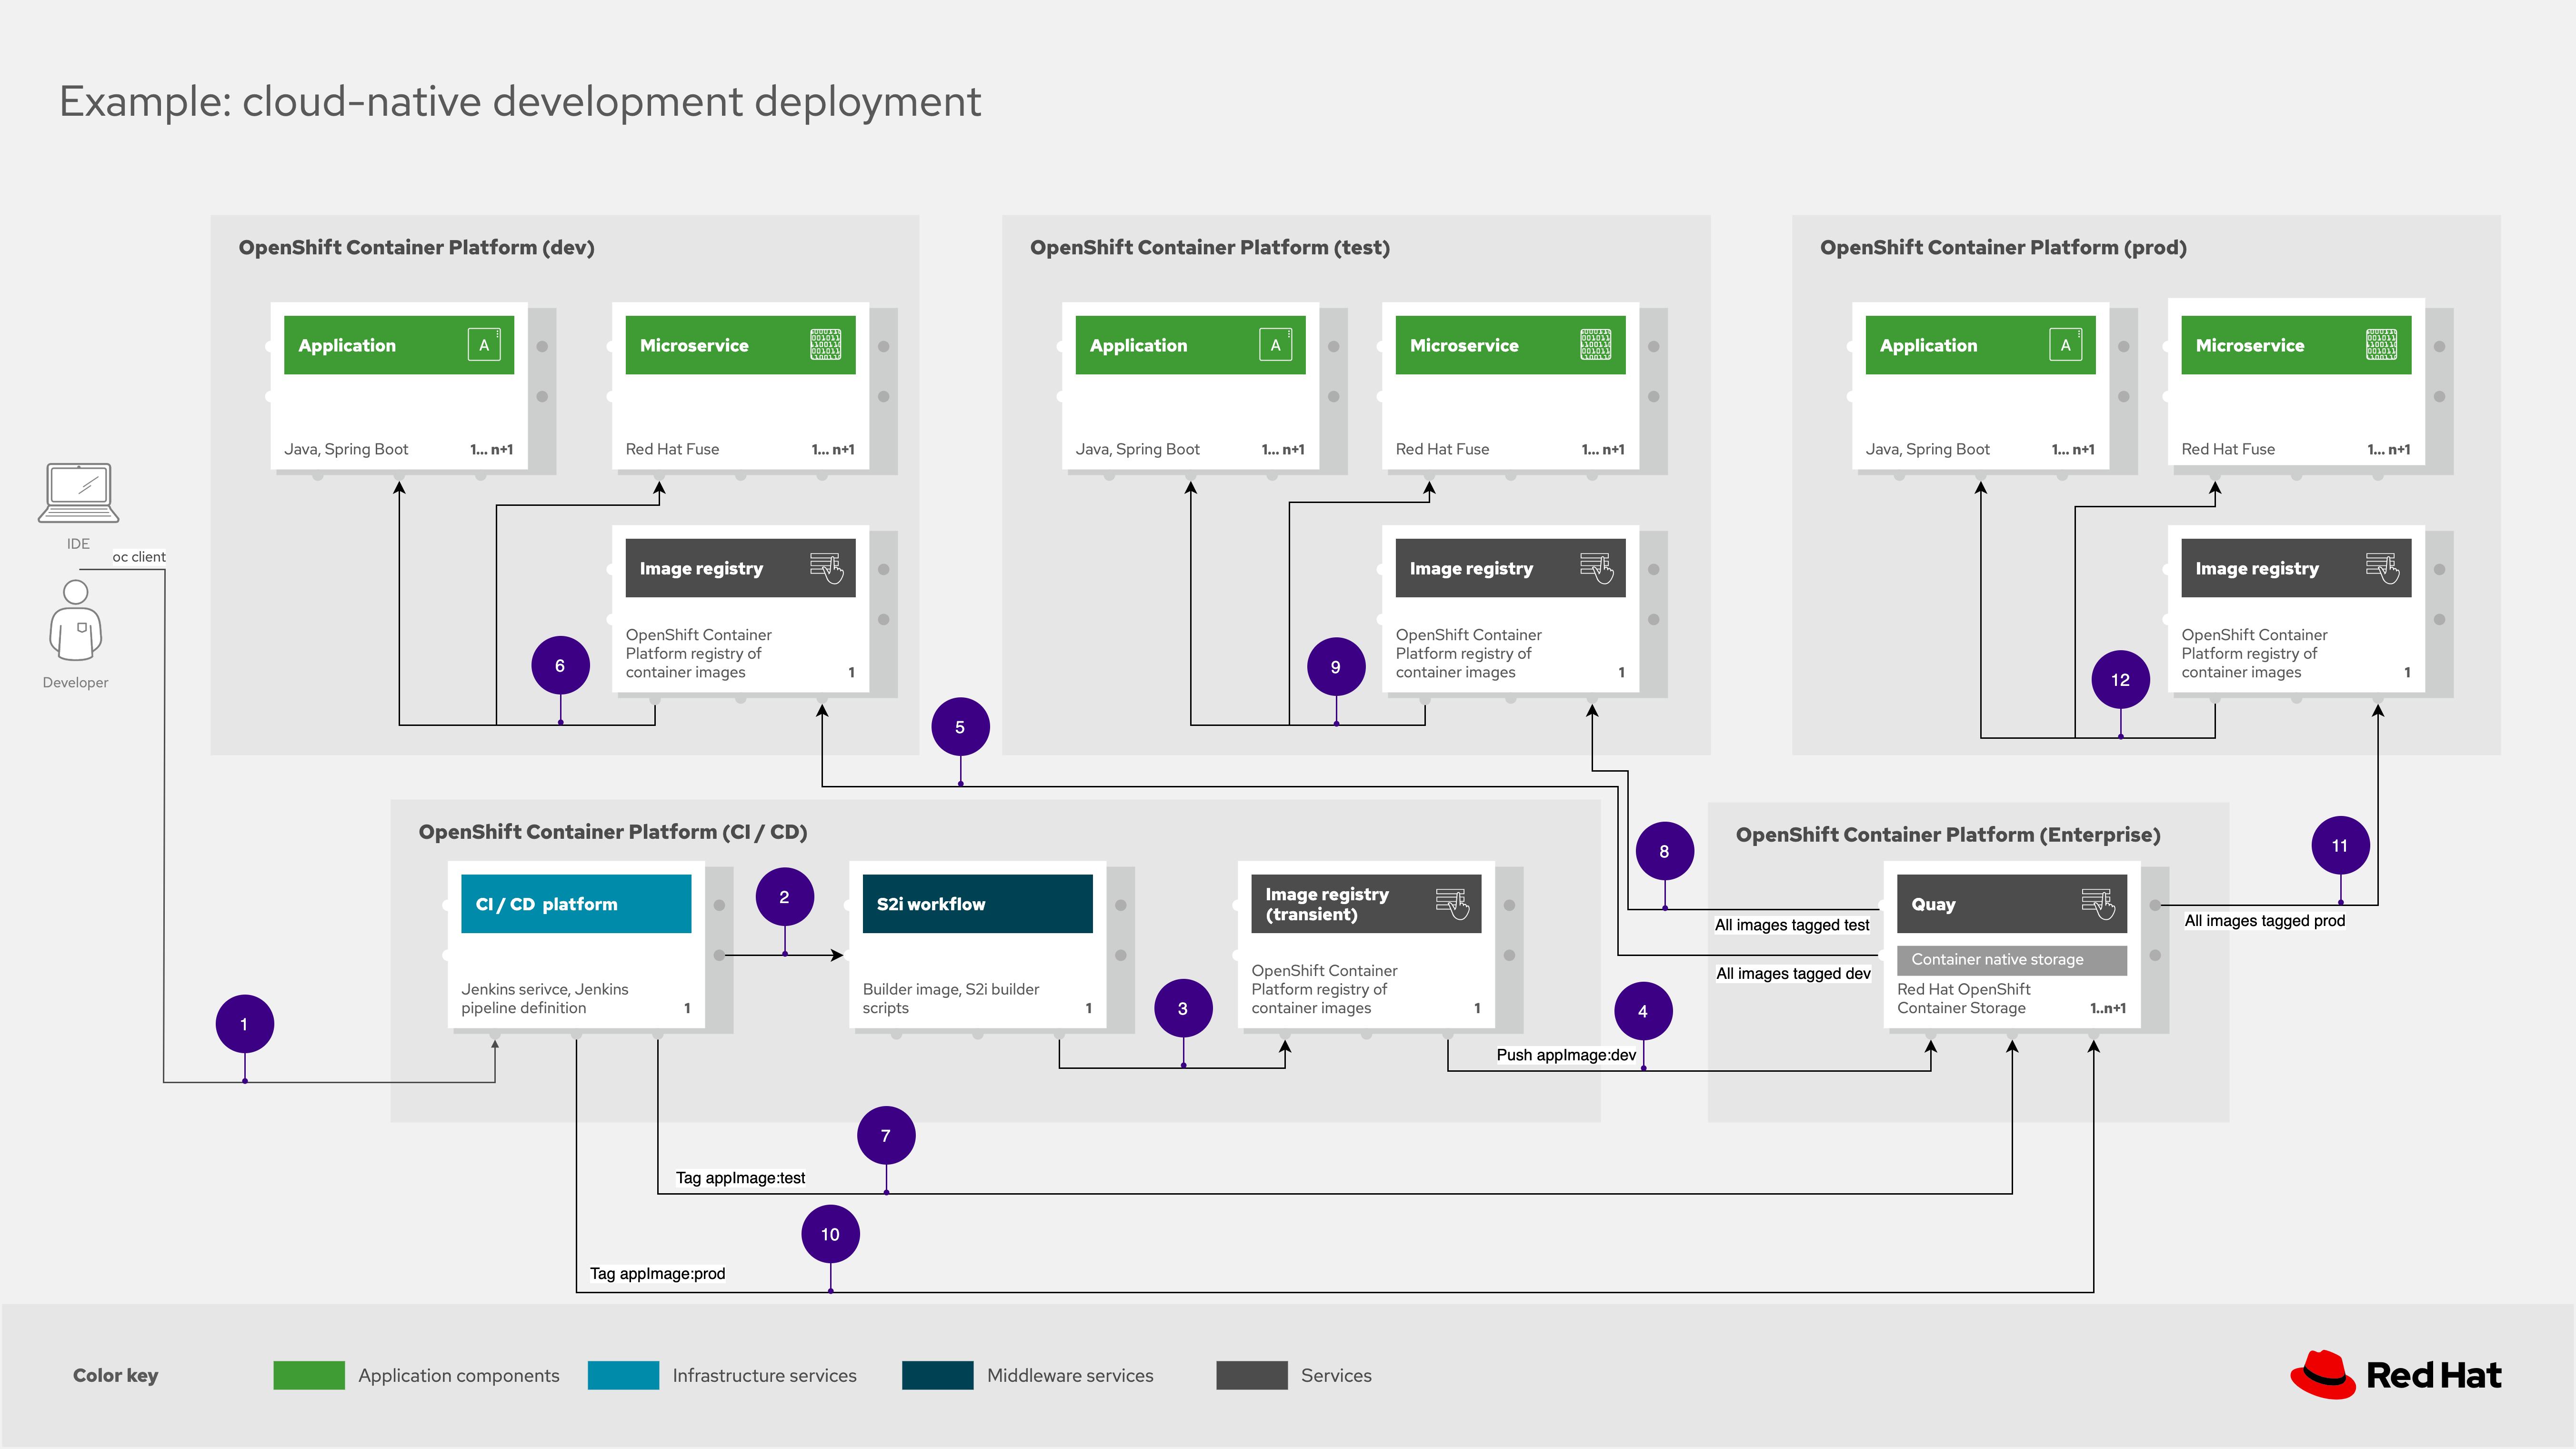 Example: cloud-native development deployment
OpenShift Container Platform (dev)
Application
A
Java, Spring Boot
1... n+1
Microservice
Red Hat Fuse
1... n+1
Image registry
OpenShift Container
Platform registry of
container images
1
6
OpenShift Container Platform (test)
Application
A
Java, Spring Boot
1... n+1
Microservice
Red Hat Fuse
1... n+1
Image registry
OpenShift Container
Platform registry of
container images
1
9
OpenShift Container Platform (prod)
Application
A
Java, Spring Boot
1... n+1
Microservice
Red Hat Fuse
1... n+1
Image registry
OpenShift Container
Platform registry of
container images
1
12
IDE
oc client
Developer
1
5
OpenShift Container Platform (CI / CD)
CI / CD platform
Jenkins serivce, Jenkins
pipeline definition
1
2
S2i workflow
Builder image, S2i builder
scripts
1
3
Image registry
(transient)
OpenShift Container
Platform registry of
container images
1
Push appImage:dev
4
8
All images tagged test
All images tagged dev
OpenShift Container Platform (Enterprise)
Quay
Container native storage
Red Hat OpenShift
Container Storage
1..n+1
11
All images tagged prod
7
Tag appImage:test
10
Tag appImage:prod
Color key
Application components
Infrastructure services
Middleware services
Services
Red Hat